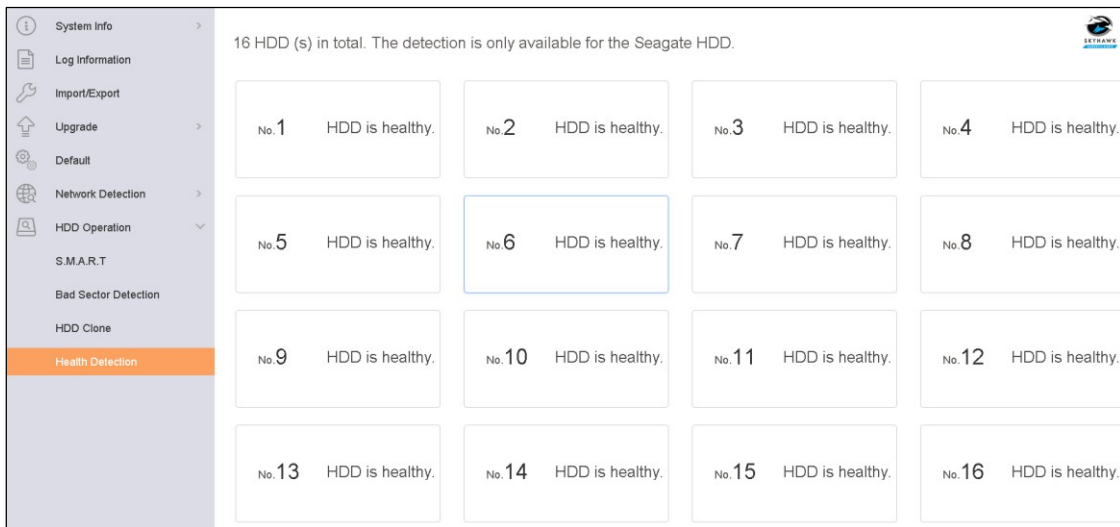 System Info
Log Information
Import/Export
Upgrade
Default
Network Detection
HDD Operation
S.M.A.R.T
Bad Sector Detection
HDD Clone
Health Detection
16 HDD (s) in total. The detection is only available for the Seagate HDD.
SKYHAWK
No.1 HDD is healthy.
No.2 HDD is healthy.
No.3 HDD is healthy.
No.4 HDD is healthy.
No.5 HDD is healthy.
No.6 HDD is healthy.
No.7 HDD is healthy.
No.8 HDD is healthy.
No.9 HDD is healthy.
No.10 HDD is healthy.
No.11 HDD is healthy.
No.12 HDD is healthy.
No.13 HDD is healthy.
No.14 HDD is healthy.
No.15 HDD is healthy.
No.16 HDD is healthy.